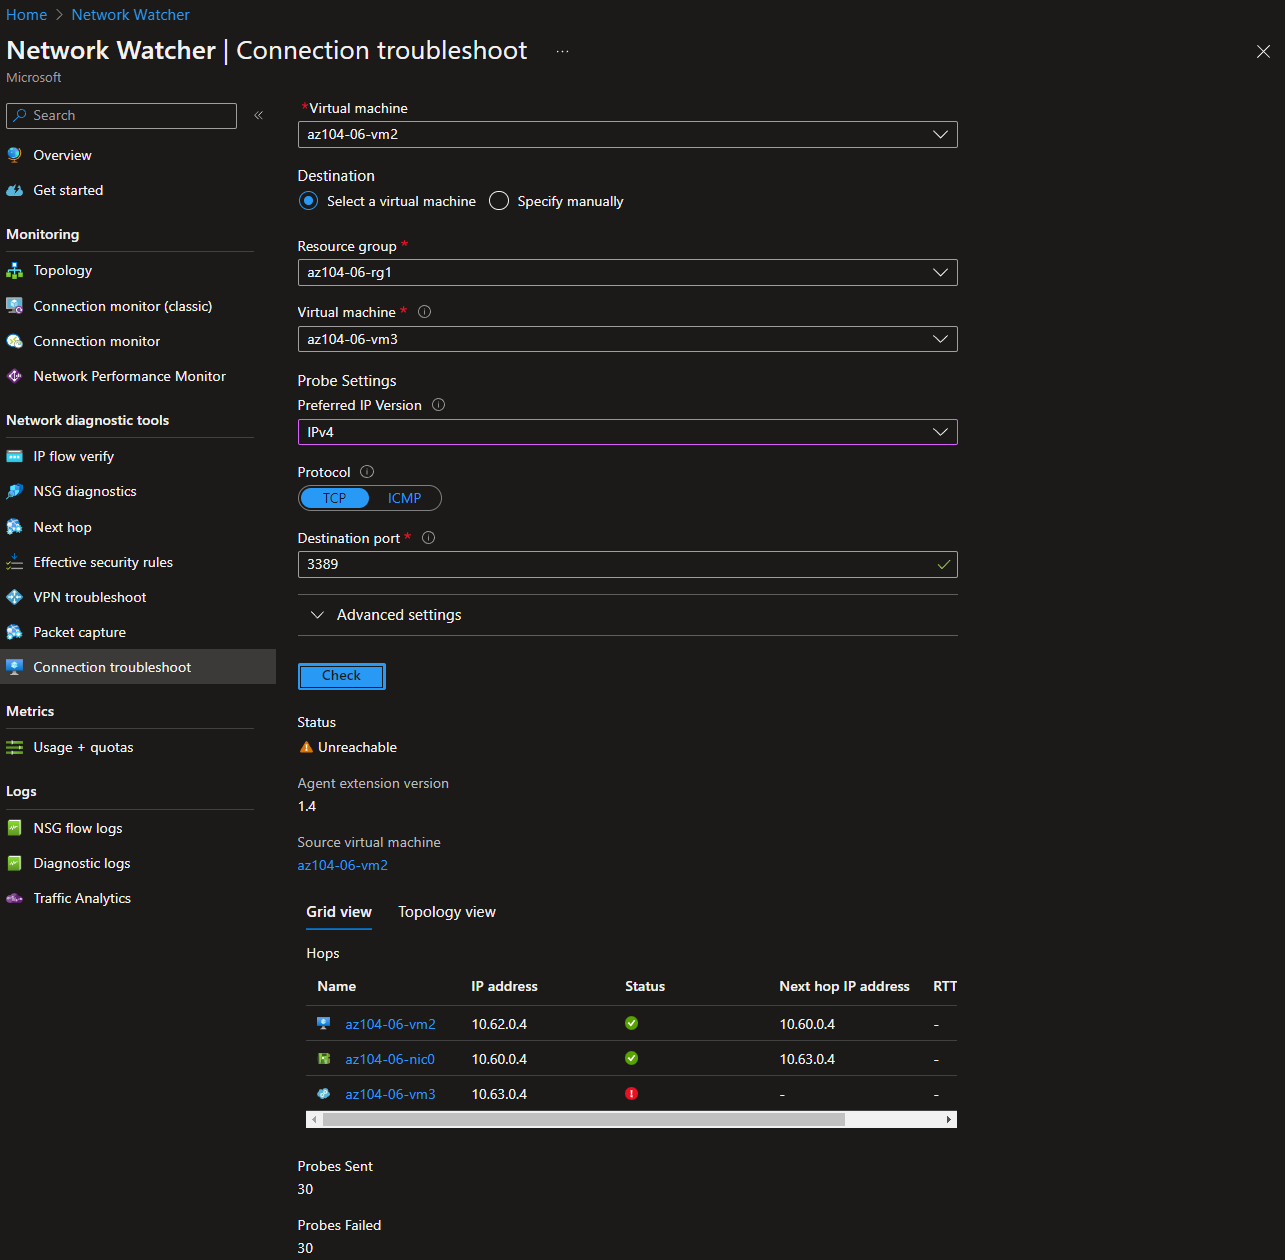 Home > Network Watcher
Network Watcher | Connection troubleshoot ...
Microsoft
Search «
Overview
Get started
Monitoring
Topology
Connection monitor (classic)
Connection monitor
Network Performance Monitor
Network diagnostic tools
IP flow verify
NSG diagnostics
Next hop
Effective security rules
VPN troubleshoot
Packet capture
Connection troubleshoot
Metrics
Usage + quotas
Logs
NSG flow logs
Diagnostic logs
Traffic Analytics
*Virtual machine
az104-06-vm2
Destination
Select a virtual machine Specify manually
Resource group *
az104-06-rg1
Virtual machine *
az104-06-vm3
Probe Settings
Preferred IP Version
IPv4
Protocol
TCP ICMP
Destination port *
3389
Advanced settings
Check
Status
Unreachable
Agent extension version
1.4
Source virtual machine
az104-06-vm2
Grid view Topology view
Hops
Name IP address Status Next hop IP address RTT
az104-06-vm2 10.62.0.4 10.60.0.4 -
az104-06-nic0 10.60.0.4 10.63.0.4 -
az104-06-vm3 10.63.0.4 - -
Probes Sent
30
Probes Failed
30